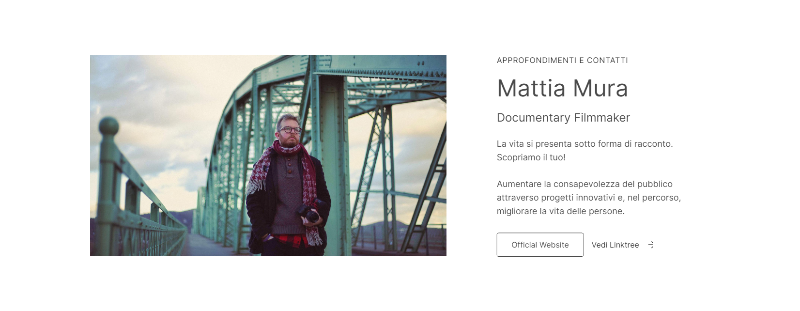 APPROFONDIMENTI E CONTATTI
Mattia Mura
Documentary Filmmaker
La vita si presenta sotto forma di racconto.
Scopriamo il tuo!
Aumentare la consapevolezza del pubblico
attraverso progetti innovativi e, nel percorso,
migliorare la vita delle persone.
Official Website
Vedi Linktree